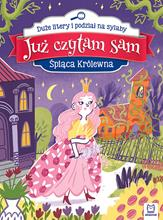 Duże litery i podział na sylaby
Już czytam sam
Śpiąca Królewna